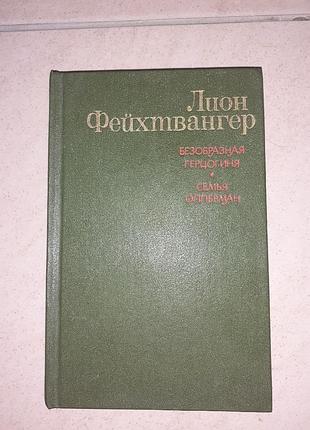 Лион
Фейхтвангер
БЕЗОБРАЗНАЯ
ГЕРЦОГИНЯ
•
СЕМЬЯ
ОППЕРМАН